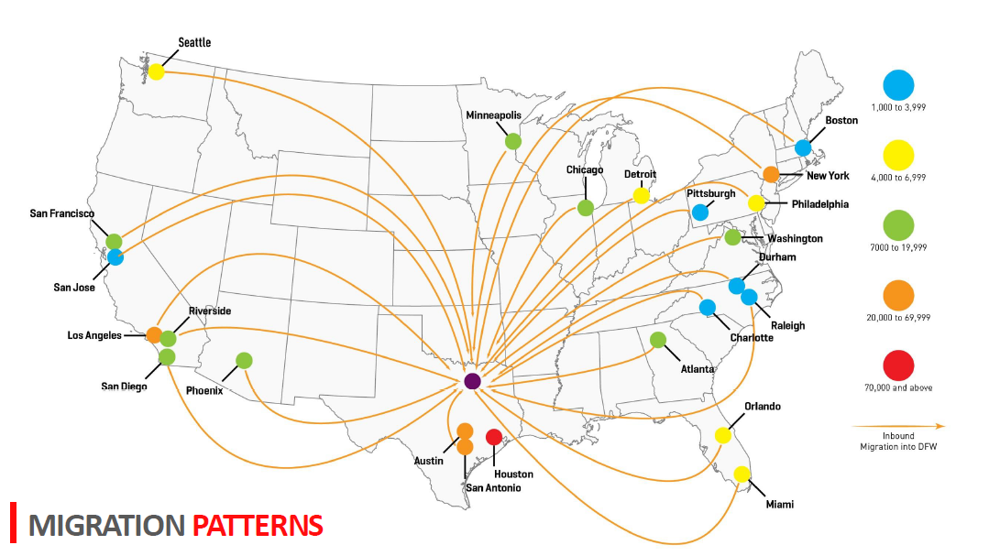 Seattle
Minneapolis
Boston
Chicago
Detroit
New York
Pittsburgh
Philadelphia
San Francisco
Washington
Durham
San Jose
Riverside
Raleigh
Los Angeles
Charlotte
San Diego
Phoenix
Atlanta
Orlando
Austin
Houston
San Antonio
Miami
1,000 to 3,999
4,000 to 6,999
7000 to 19,999
20,000 to 69,999
70,000 and above
Inbound
Migration into DFW
MIGRATION PATTERNS